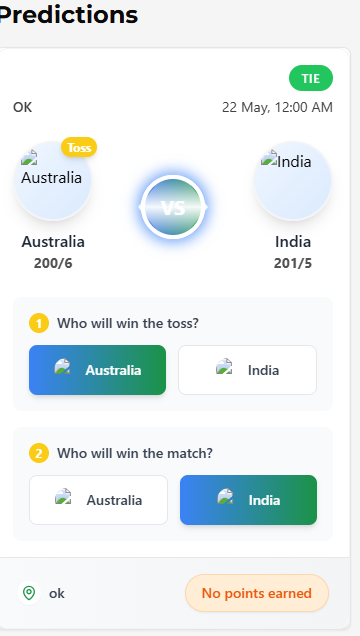 Predictions
TIE
OK
22 May, 12:00 AM
Toss
Australia
India
VS
Australia
India
200/6
201/5
1 Who will win the toss?
Australia
India
2 Who will win the match?
Australia
India
ok
No points earned